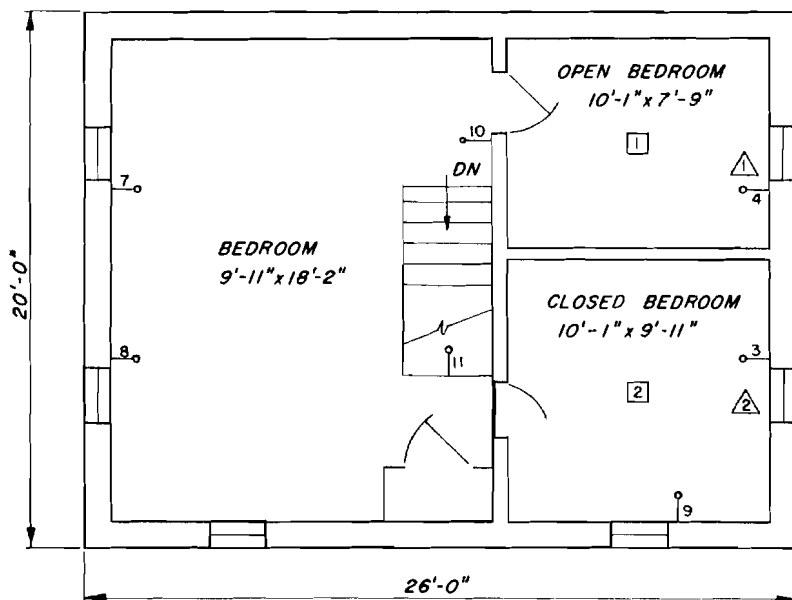 OPEN BEDROOM
10'-1" x 7'-9"
10
1
1
DN
7
4
BEDROOM
9'-11" x 18'-2"
20'-0"
CLOSED BEDROOM
10'-1" x 9'-11"
8
11
3
2
2
9
26'-0"